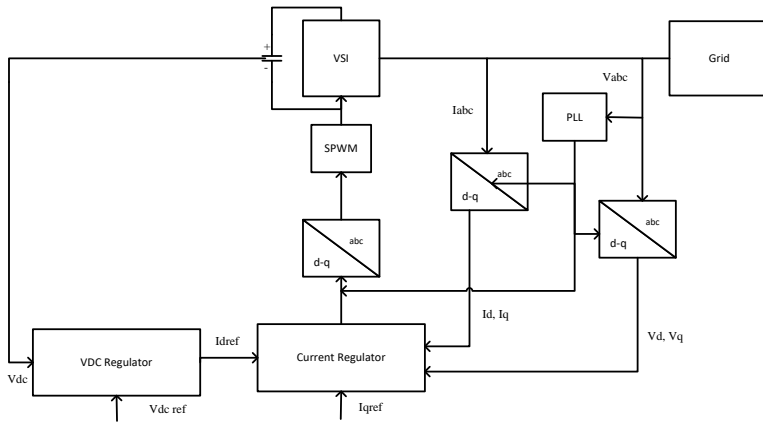 +
-
VSI
Grid
Vabc
Iabc
PLL
SPWM
abc
d-q
abc
d-q
abc
d-q
Id, Iq
Idref
Vd, Vq
VDC Regulator
Current Regulator
Vdc
Vdc ref
Iqref